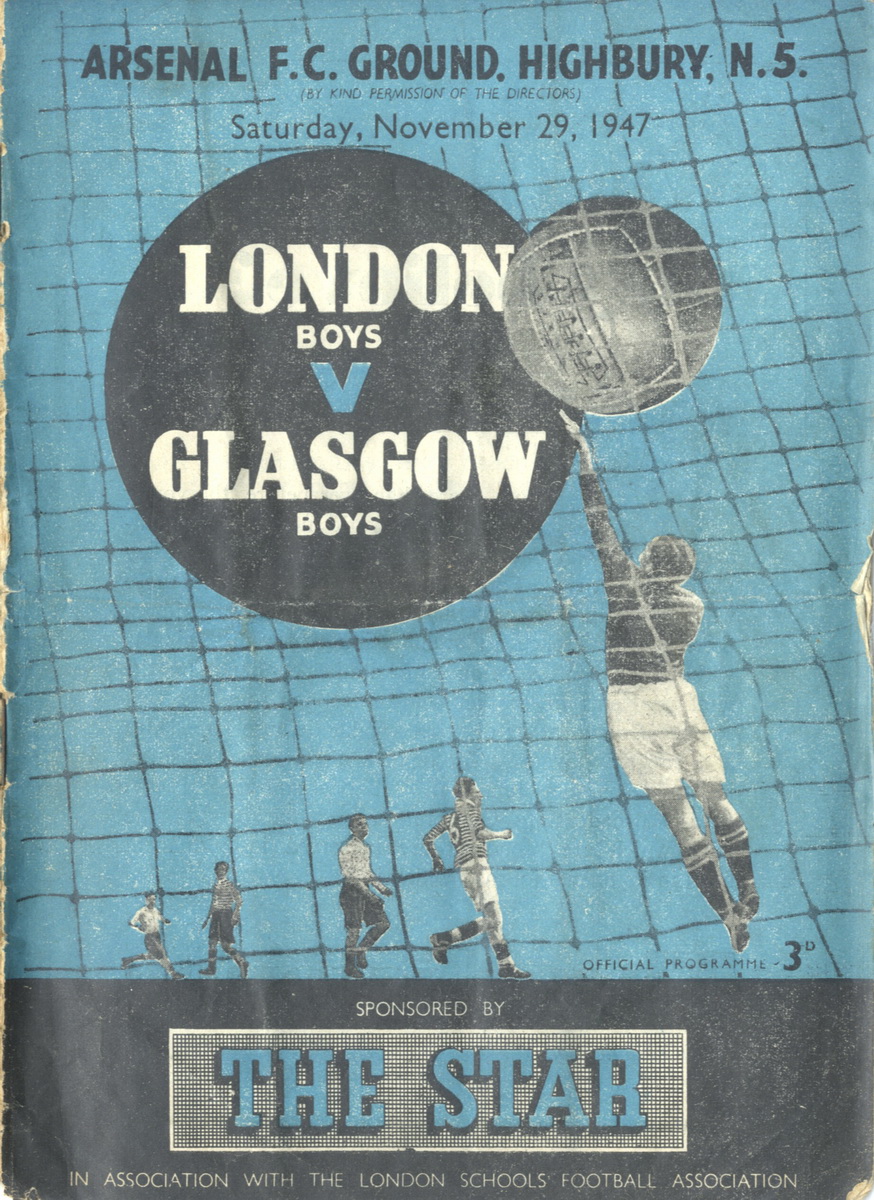 ARSENAL F.C. GROUND, HIGHBURY, N.5.
(BY KIND PERMISSION OF THE DIRECTORS)
Saturday, November 29, 1947
LONDON
BOYS
V
GLASGOW
BOYS
OFFICIAL PROGRAMME - 3D
SPONSORED BY
THE STAR
IN ASSOCIATION WITH THE LONDON SCHOOLS' FOOTBALL ASSOCIATION